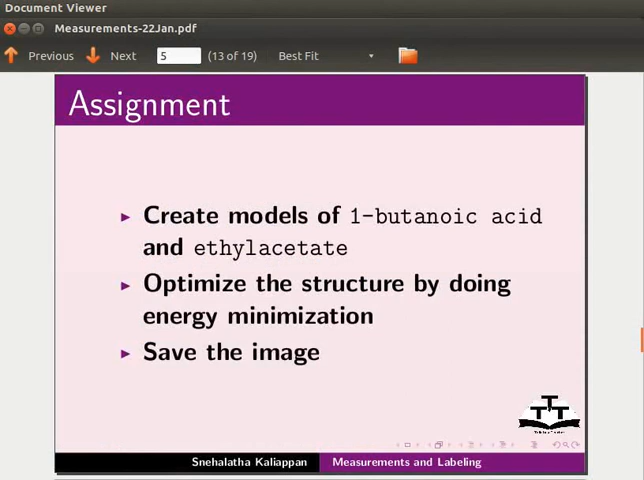 Document Viewer
Measurements-22Jan.pdf
Previous
Next
5
(13 of 19)
Best Fit
Assignment
Create models of 1-butanoic acid
and ethylacetate
Optimize the structure by doing
energy minimization
Save the image
Snehalatha Kaliappan
Measurements and Labeling